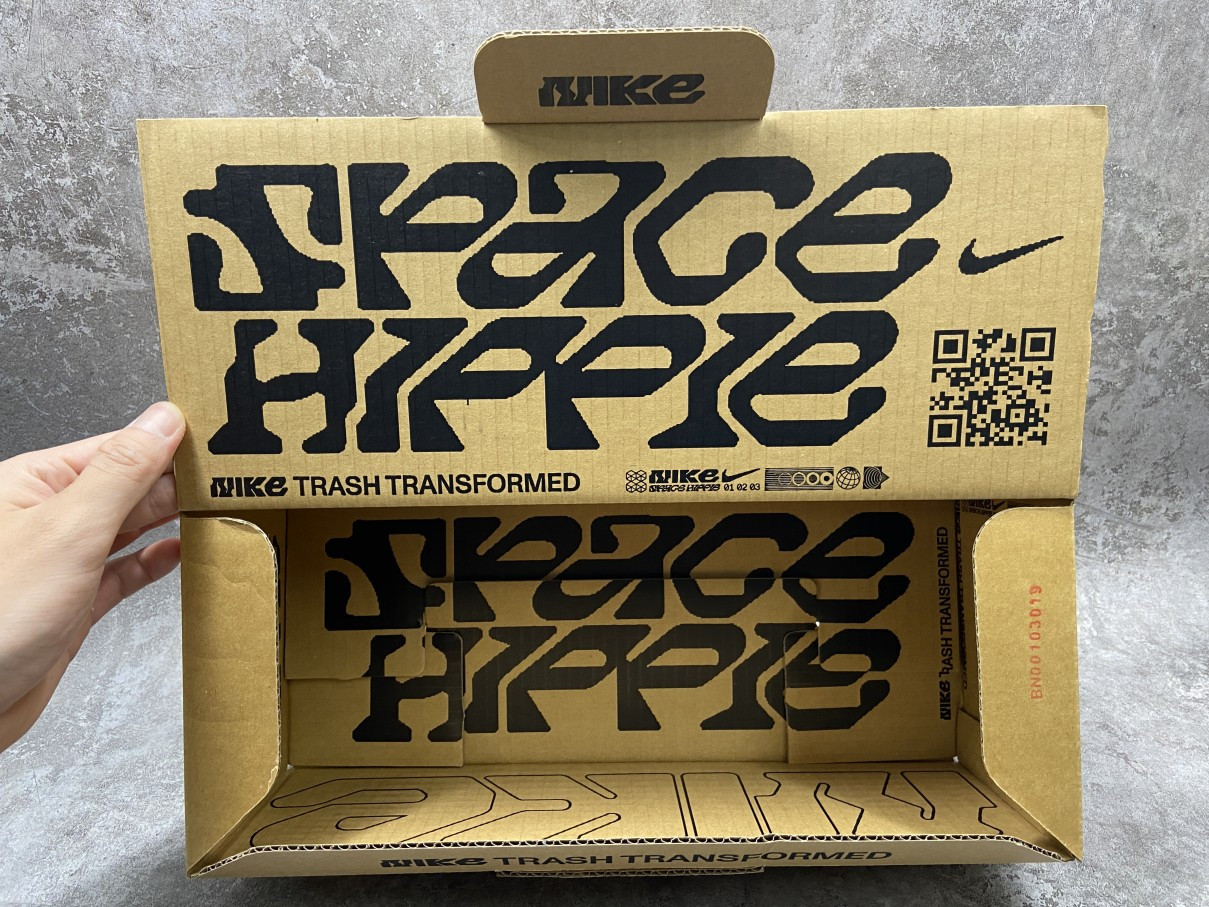 NIKE
SPACE
HIPPIE
NIKE TRASH TRANSFORMED
NIKE
SPACE HIPPIE 01 02 03
SPACE
HIPPIE
NIKE TRASH TRANSFORMED
BN00103019
NIKE
NIKE TRASH TRANSFORMED